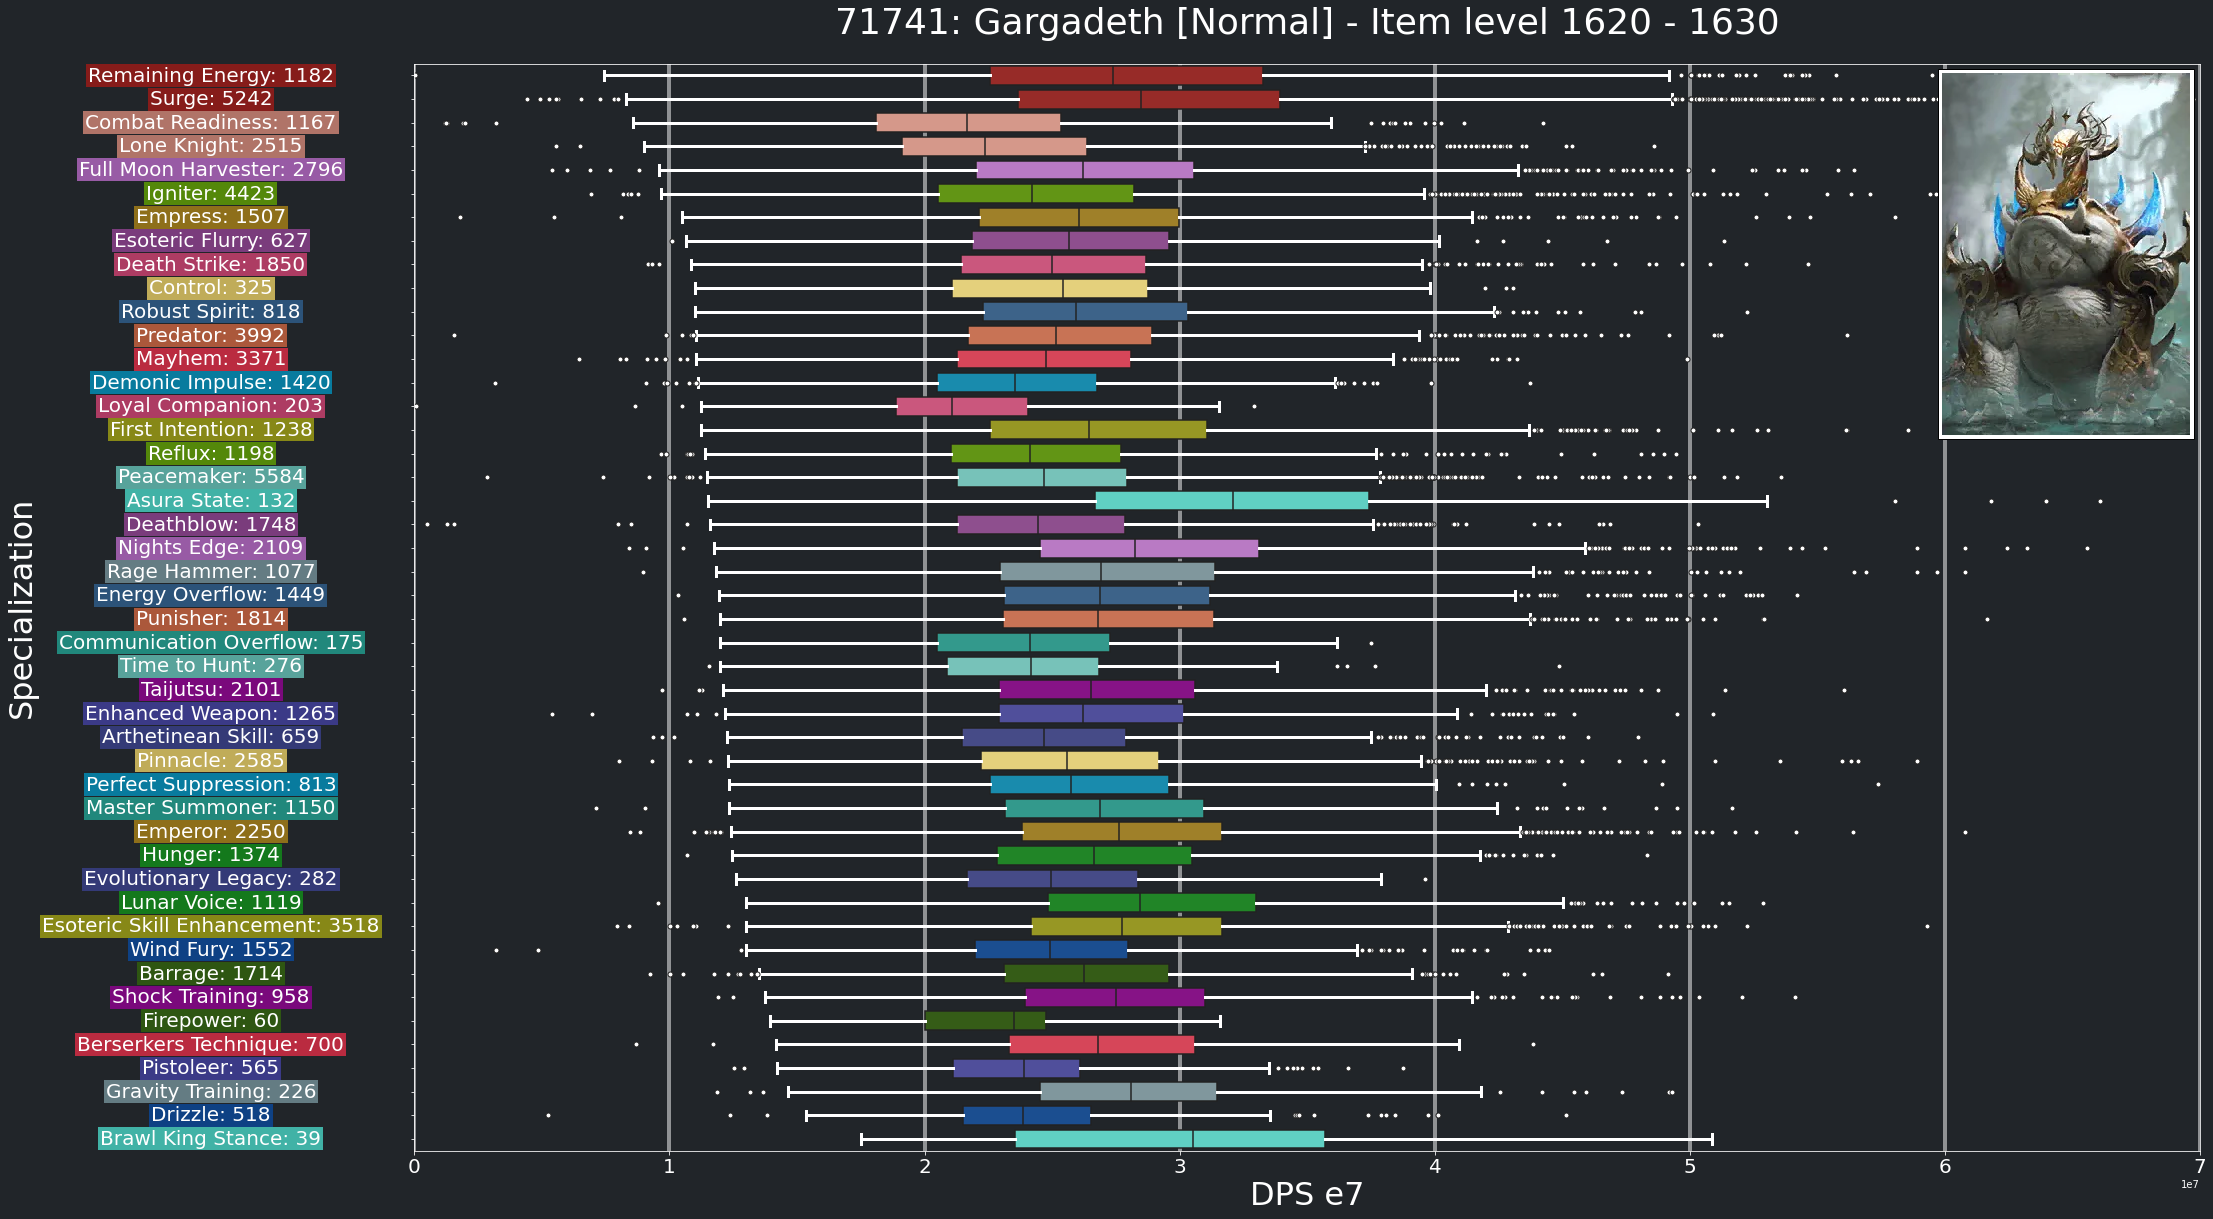 71741: Gargadeth [Normal] - Item level 1620 - 1630
Remaining Energy: 1182
Surge: 5242
Combat Readiness: 1167
Lone Knight: 2515
Full Moon Harvester: 2796
Igniter: 4423
Empress: 1507
Esoteric Flurry: 627
Death Strike: 1850
Control: 325
Robust Spirit: 818
Predator: 3992
Mayhem: 3371
Demonic Impulse: 1420
Loyal Companion: 203
First Intention: 1238
Reflux: 1198
Peacemaker: 5584
Asura State: 132
Deathblow: 1748
Nights Edge: 2109
Rage Hammer: 1077
Energy Overflow: 1449
Punisher: 1814
Communication Overflow: 175
Time to Hunt: 276
Taijutsu: 2101
Enhanced Weapon: 1265
Arthetinean Skill: 659
Pinnacle: 2585
Perfect Suppression: 813
Master Summoner: 1150
Emperor: 2250
Hunger: 1374
Evolutionary Legacy: 282
Lunar Voice: 1119
Esoteric Skill Enhancement: 3518
Wind Fury: 1552
Barrage: 1714
Shock Training: 958
Firepower: 60
Berserkers Technique: 700
Pistoleer: 565
Gravity Training: 226
Drizzle: 518
Brawl King Stance: 39
Specialization
0 1 2 3 4 5 6 7
1e7
DPS e7